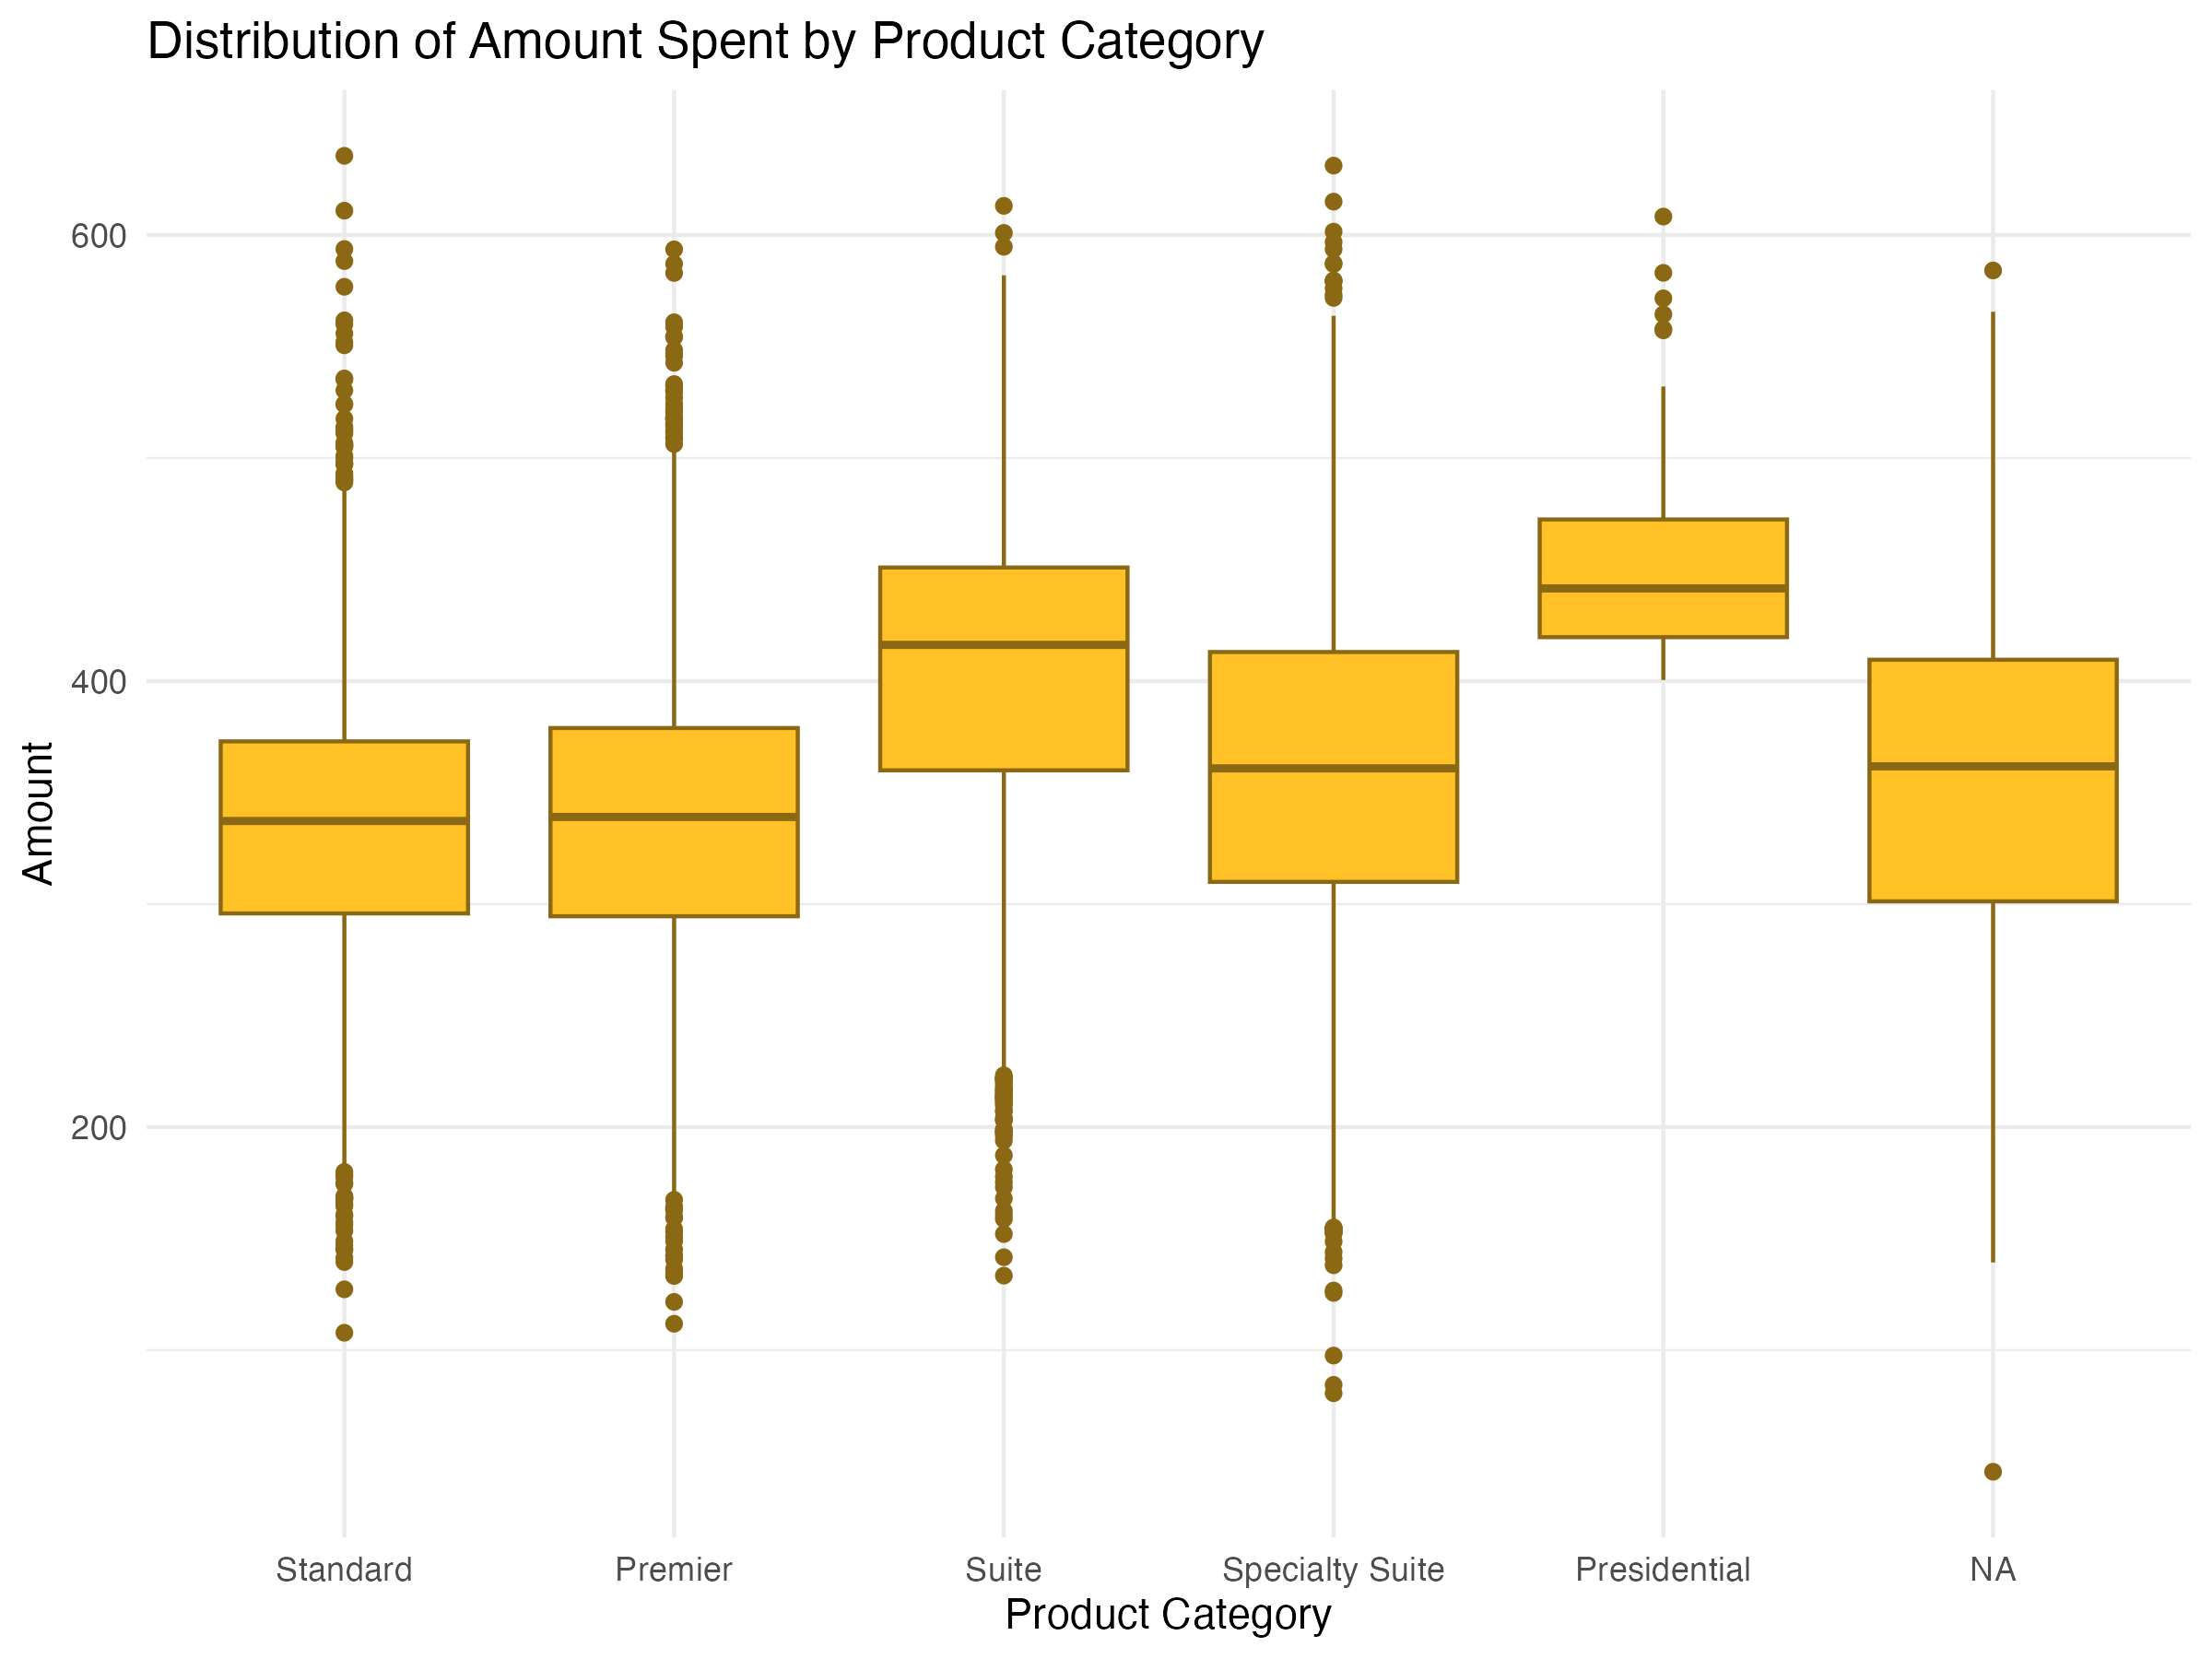 Distribution of Amount Spent by Product Category
600
400
200
Amount
Standard Premier Suite Specialty Suite Presidential NA
Product Category